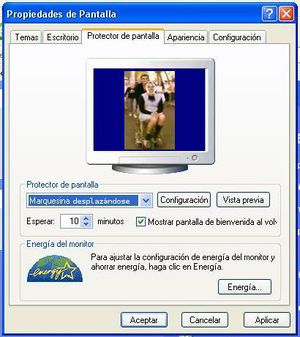 Propiedades de Pantalla
Temas Escritorio Protector de pantalla Apariencia Configuración
Protector de pantalla
Marquesina desplazándose Configuración Vista previa
Esperar: 10 minutos Mostrar pantalla de bienvenida al volv
Energía del monitor
Para ajustar la configuración de energía del monitor y
ahorrar energía, haga clic en Energía.
energy
Energía...
Aceptar Cancelar Aplicar